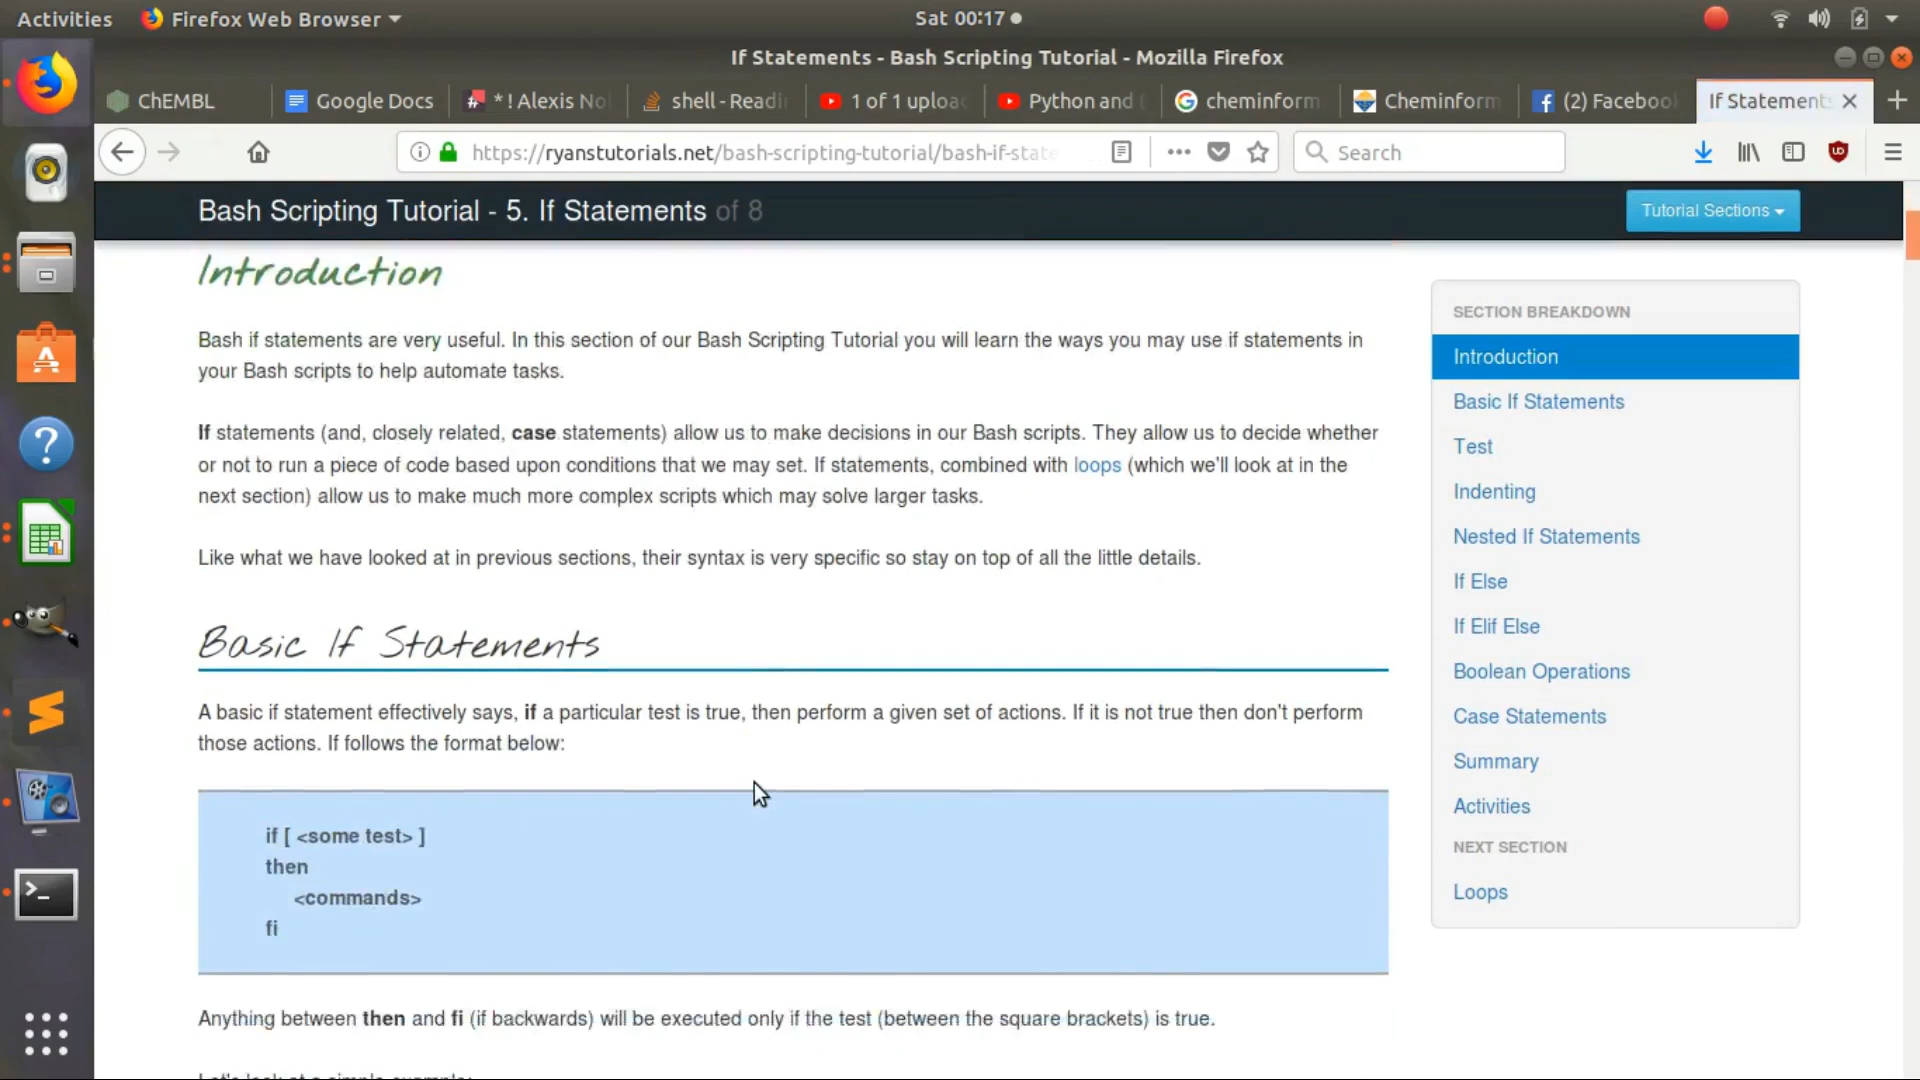 Activities
Firefox Web Browser
Sat 00:17
If Statements - Bash Scripting Tutorial - Mozilla Firefox
ChEMBL
Google Docs
* ! Alexis No
shell - Readi
1 of 1 uploa
Python and
cheminform
Cheminform
(2) Faceboo
If Statement
https://ryanstutorials.net/bash-scripting-tutorial/bash-if-state
Search
Bash Scripting Tutorial - 5. If Statements of 8
Tutorial Sections
Introduction
Bash if statements are very useful. In this section of our Bash Scripting Tutorial you will learn the ways you may use if statements in
your Bash scripts to help automate tasks.
If statements (and, closely related, case statements) allow us to make decisions in our Bash scripts. They allow us to decide whether
or not to run a piece of code based upon conditions that we may set. If statements, combined with loops (which we'll look at in the
next section) allow us to make much more complex scripts which may solve larger tasks.
Like what we have looked at in previous sections, their syntax is very specific so stay on top of all the little details.
Basic If Statements
A basic if statement effectively says, if a particular test is true, then perform a given set of actions. If it is not true then don't perform
those actions. If follows the format below:
if [ <some test> ]
then
<commands>
fi
Anything between then and fi (if backwards) will be executed only if the test (between the square brackets) is true.
Let's look at a simple example:
SECTION BREAKDOWN
Introduction
Basic If Statements
Test
Indenting
Nested If Statements
If Else
If Elif Else
Boolean Operations
Case Statements
Summary
Activities
NEXT SECTION
Loops